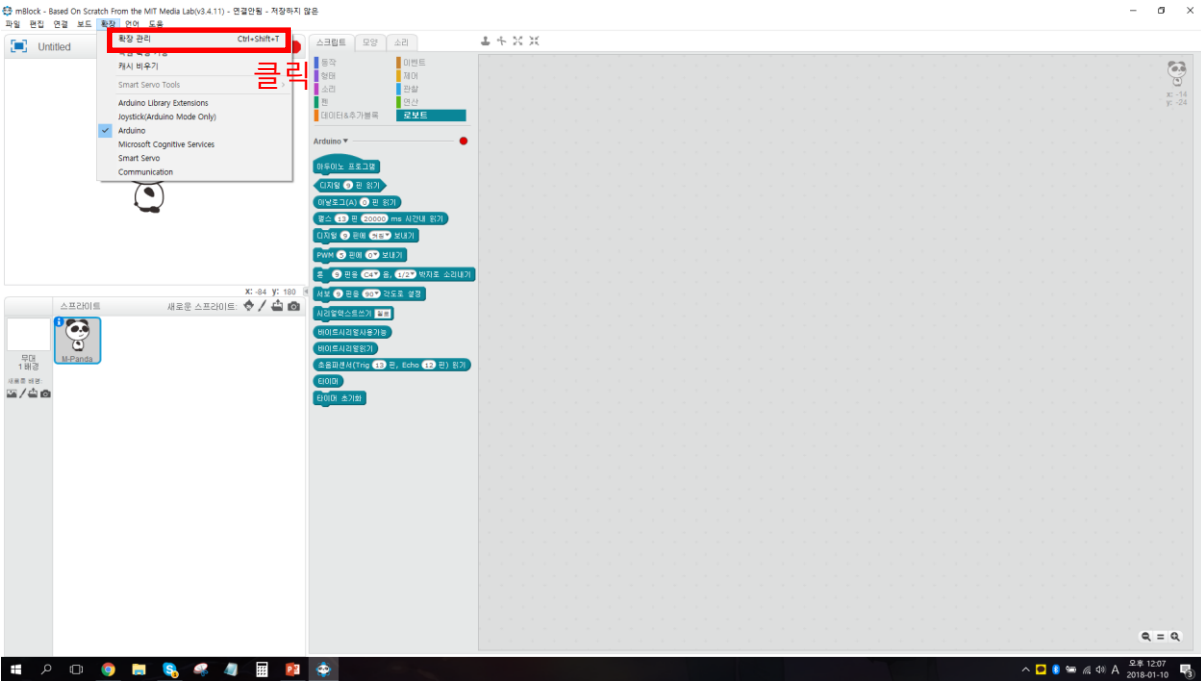 mBlock - Based On Scratch From the MIT Media Lab(v3.4.11) - 연결안됨 - 저장하지 않음
파일 편집 연결 보드 확장 언어 도움
확장 관리 Ctrl+Shift+T
캐시 비우기
Smart Servo Tools
Arduino Library Extensions
Joystick(Arduino Mode Only)
Arduino
Microsoft Cognitive Services
Smart Servo
Communication
클릭
Untitled
X: -84 y: 180
스프라이트 새로운 스프라이트:
M-Panda
무대
1 배경
새로운 배경:
스크립트 모양 소리
동작 이벤트
형태 제어
소리 관찰
펜 연산
데이터&추가블록 로보트
Arduino
아두이노 프로그램
디지털 9 핀 읽기
아날로그(A) 0 핀 읽기
펄스 13 핀 20000 ms 시간내 읽기
디지털 9 핀에 보내기
PWM 5 핀에 0 보내기
톤 9 핀을 C4 음, 1/2 박자로 소리내기
서보 9 핀을 90 각도로 설정
시리얼텍스트쓰기
바이트시리얼사용가능
바이트시리얼읽기
초음파센서(Trig 13 핀, Echo 12 핀) 읽기
타이머
타이머 초기화
x: -14
y: -24
A
오후 12:07
2018-01-10